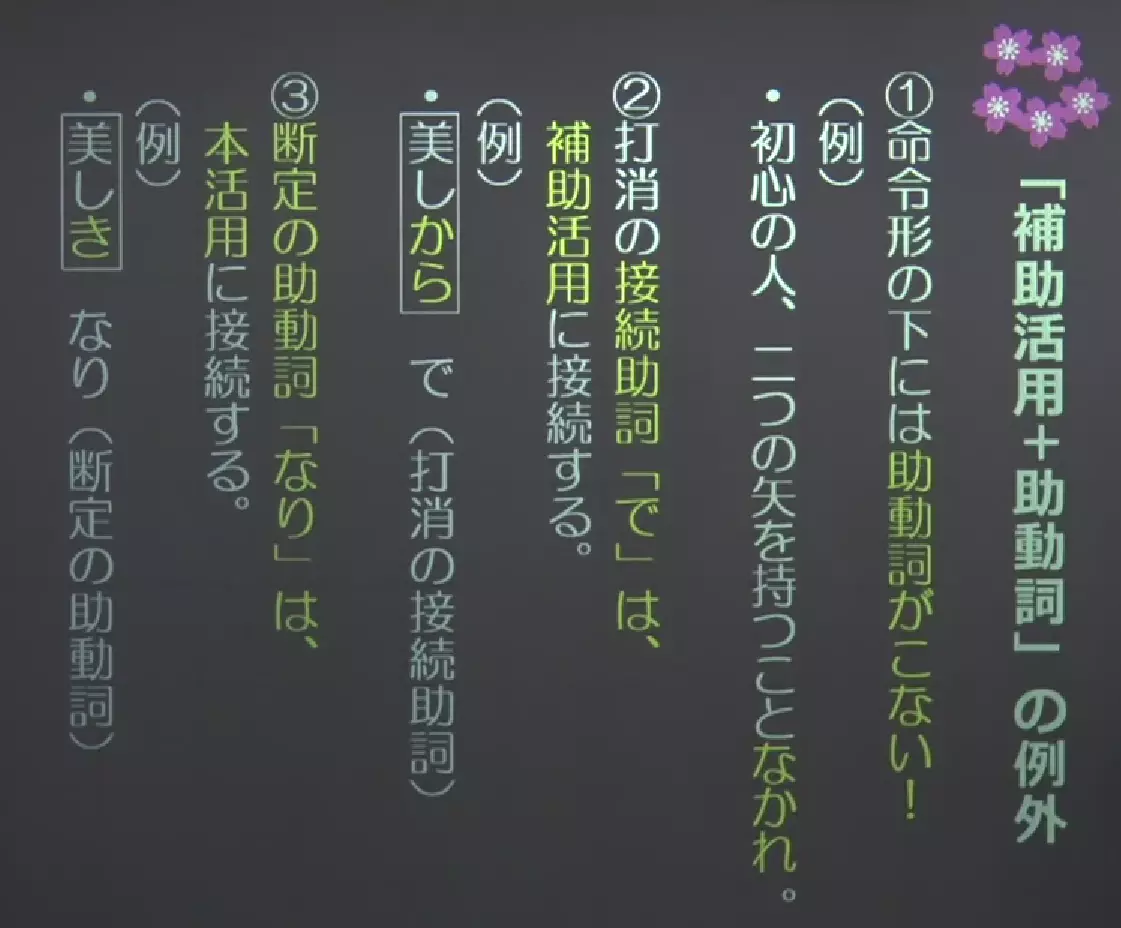 「補助活用＋助動詞」の例外
①命令形の下には助動詞がこない！
（例）
・初心の人、二つの矢を持つことなかれ。
②打消の接続助詞「で」は、
補助活用に接続する。
（例）
・美しから　で（打消の接続助詞）
③断定の助動詞「なり」は、
本活用に接続する。
（例）
・美しき　なり（断定の助動詞）